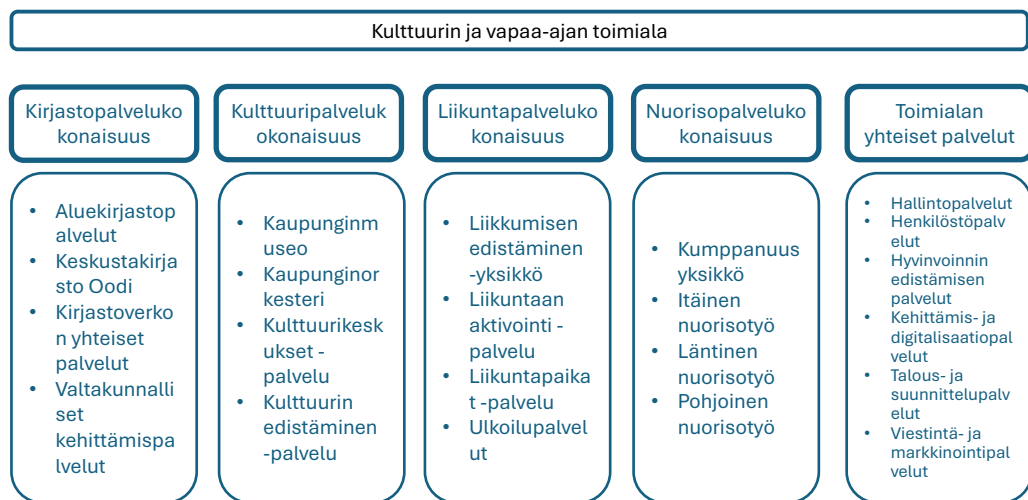 Kulttuurin ja vapaa-ajan toimiala
Kirjastopalveluko
konaisuus
Kulttuuripalveluk
okonaisuus
Liikuntapalveluko
konaisuus
Nuorisopalveluko
konaisuus
Toimialan
yhteiset palvelut
• Aluekirjastop
alvelut
• Keskustakirja
sto Oodi
• Kirjastoverko
n yhteiset
palvelut
• Valtakunnalli
set
kehittämispa
lvelut
• Kaupunginm
useo
• Kaupunginor
kesteri
• Kulttuurikesk
ukset -
palvelu
• Kulttuurin
edistäminen
-palvelu
• Liikkumisen
edistäminen
-yksikkö
• Liikuntaan
aktivointi -
palvelu
• Liikuntapaika
t -palvelu
• Ulkoilupalvel
ut
• Kumppanuus
yksikkö
• Itäinen
nuorisotyö
• Läntinen
nuorisotyö
• Pohjoinen
nuorisotyö
• Hallintopalvelut
• Henkilöstöpalv
elut
• Hyvinvoinnin
edistämisen
palvelut
• Kehittämis- ja
digitalisaatiopal
velut
• Talous- ja
suunnittelupalv
elut
• Viestintä- ja
markkinointipal
velut